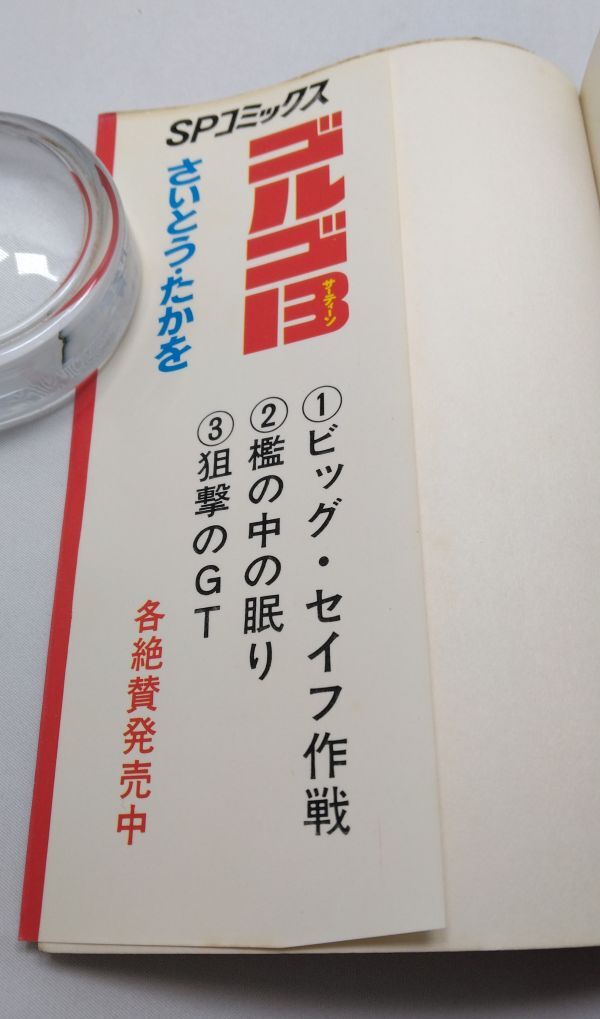 SPコミックス
ゴルゴ13
サーティーン
さいとう・たかを
①ビッグ・セイフ作戦
②檻の中の眠り
③狙撃のGT
各絶賛発売中